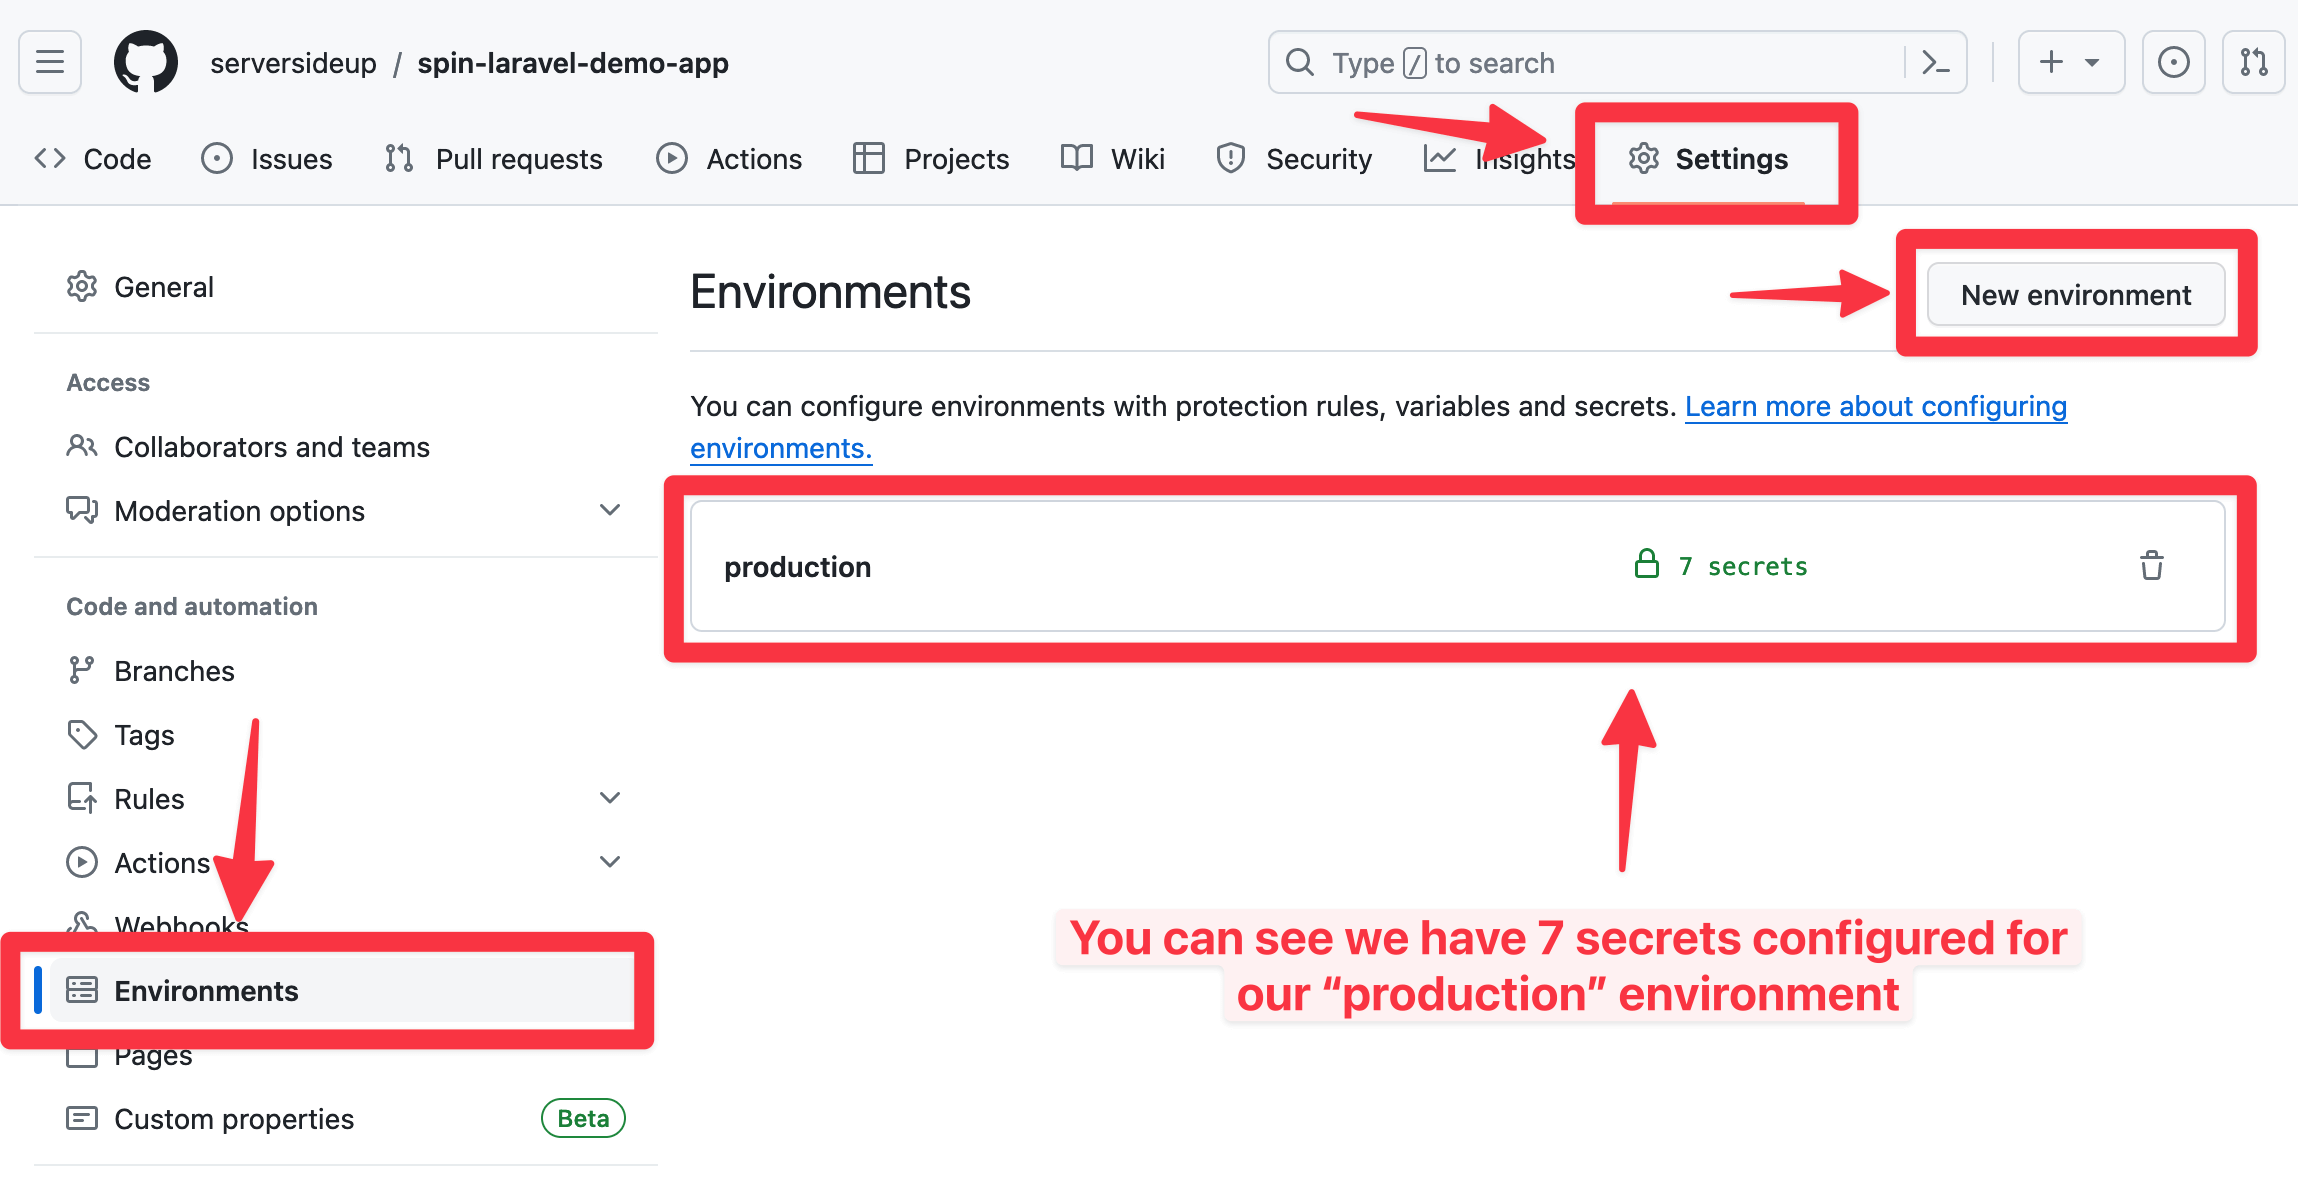 serversideup / spin-laravel-demo-app
Type / to search
Code Issues Pull requests Actions Projects Wiki Security Insights Settings
General
Access
Collaborators and teams
Moderation options
Code and automation
Branches
Tags
Rules
Actions
Webhooks
Environments
Pages
Custom properties Beta
Environments
New environment
You can configure environments with protection rules, variables and secrets. Learn more about configuring
environments.
production 7 secrets
You can see we have 7 secrets configured for
our “production” environment